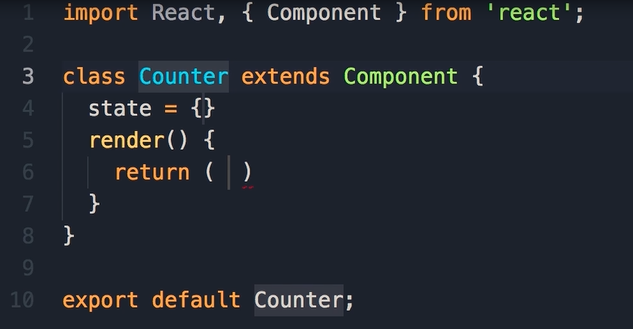 1 import React, { Component } from 'react';
2
3 class Counter extends Component {
4 state = {}
5 render() {
6 return ( )
7 }
8 }
9
10 export default Counter;